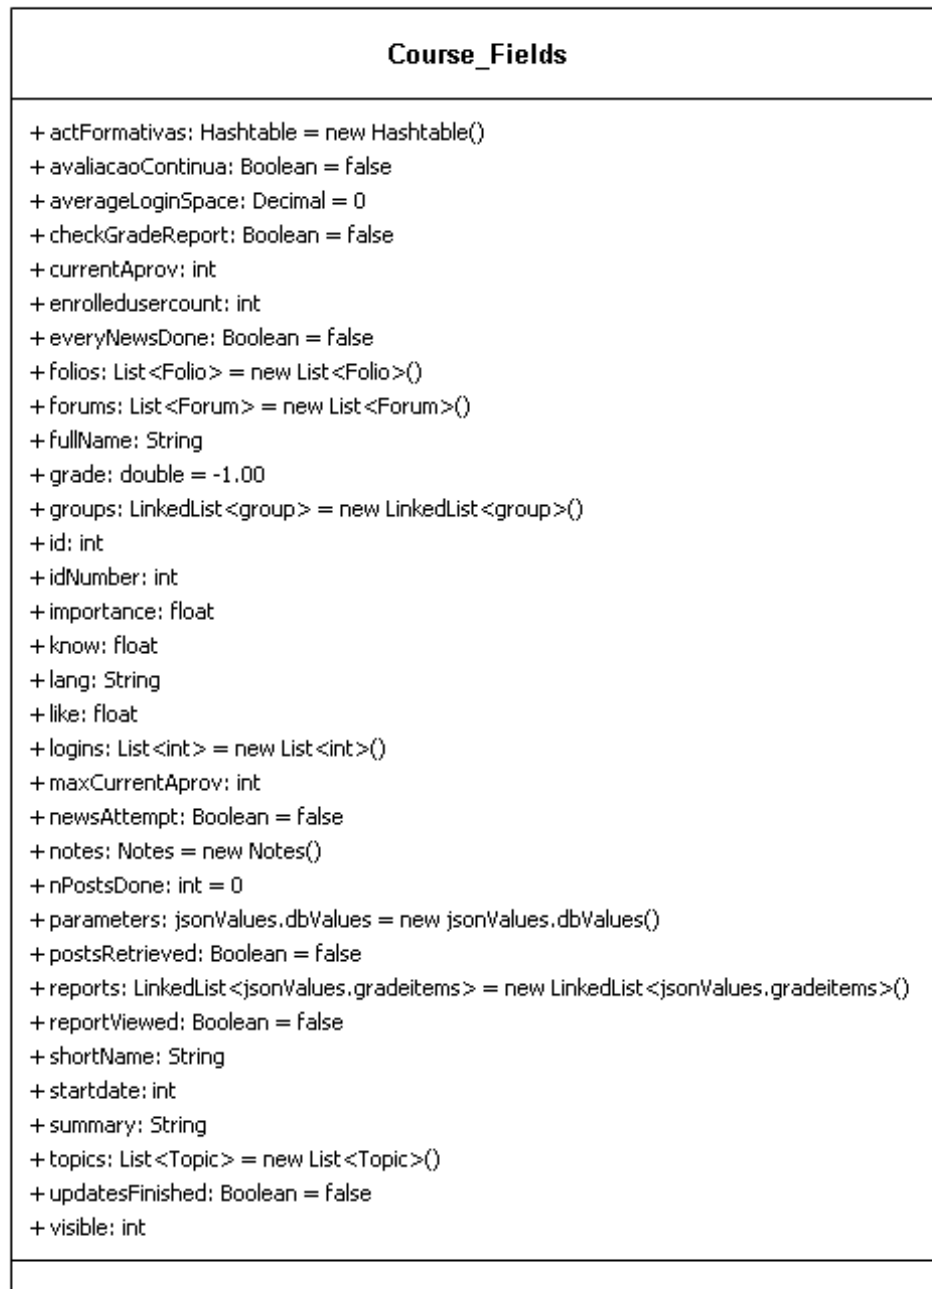 Course_Fields
+ actFormativas: Hashtable = new Hashtable()
+ avaliacaoContinua: Boolean = false
+ averageLoginSpace: Decimal = 0
+ checkGradeReport: Boolean = false
+ currentAprov: int
+ enrolledusercount: int
+ everyNewsDone: Boolean = false
+ folios: List<Folio> = new List<Folio>()
+ forums: List<Forum> = new List<Forum>()
+ fullName: String
+ grade: double = -1.00
+ groups: LinkedList<group> = new LinkedList<group>()
+ id: int
+ idNumber: int
+ importance: float
+ know: float
+ lang: String
+ like: float
+ logins: List<int> = new List<int>()
+ maxCurrentAprov: int
+ newsAttempt: Boolean = false
+ notes: Notes = new Notes()
+ nPostsDone: int = 0
+ parameters: jsonValues.dbValues = new jsonValues.dbValues()
+ postsRetrieved: Boolean = false
+ reports: LinkedList<jsonValues.gradeitems> = new LinkedList<jsonValues.gradeitems>()
+ reportViewed: Boolean = false
+ shortName: String
+ startdate: int
+ summary: String
+ topics: List<Topic> = new List<Topic>()
+ updatesFinished: Boolean = false
+ visible: int